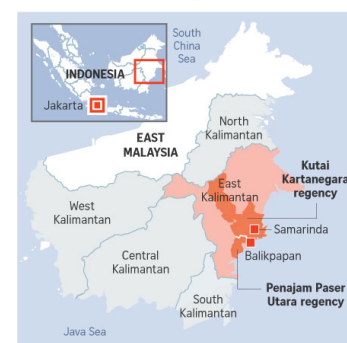 South
China
Sea
INDONESIA
Jakarta
North
Kalimantan
EAST
MALAYSIA
Kutai
Kartanegara
regency
East
Kalimantan
West
Kalimantan
Samarinda
Central
Kalimantan
Balikpapan
Penajam Paser
Utara regency
South
Kalimantan
Java Sea